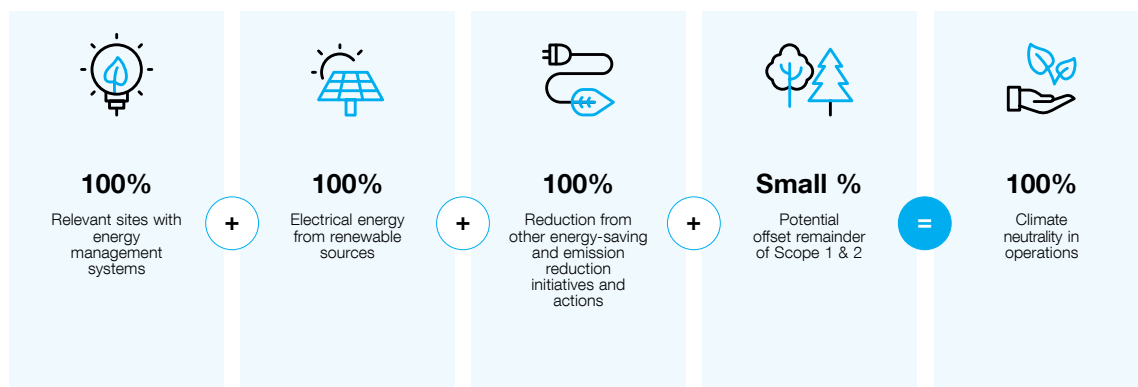 100%
Relevant sites with
energy
management
systems
+
100%
Electrical energy
from renewable
sources
+
100%
Reduction from
other energy-saving
and emission
reduction
initiatives and
actions
+
Small %
Potential
offset remainder
of Scope 1 & 2
=
100%
Climate
neutrality in
operations